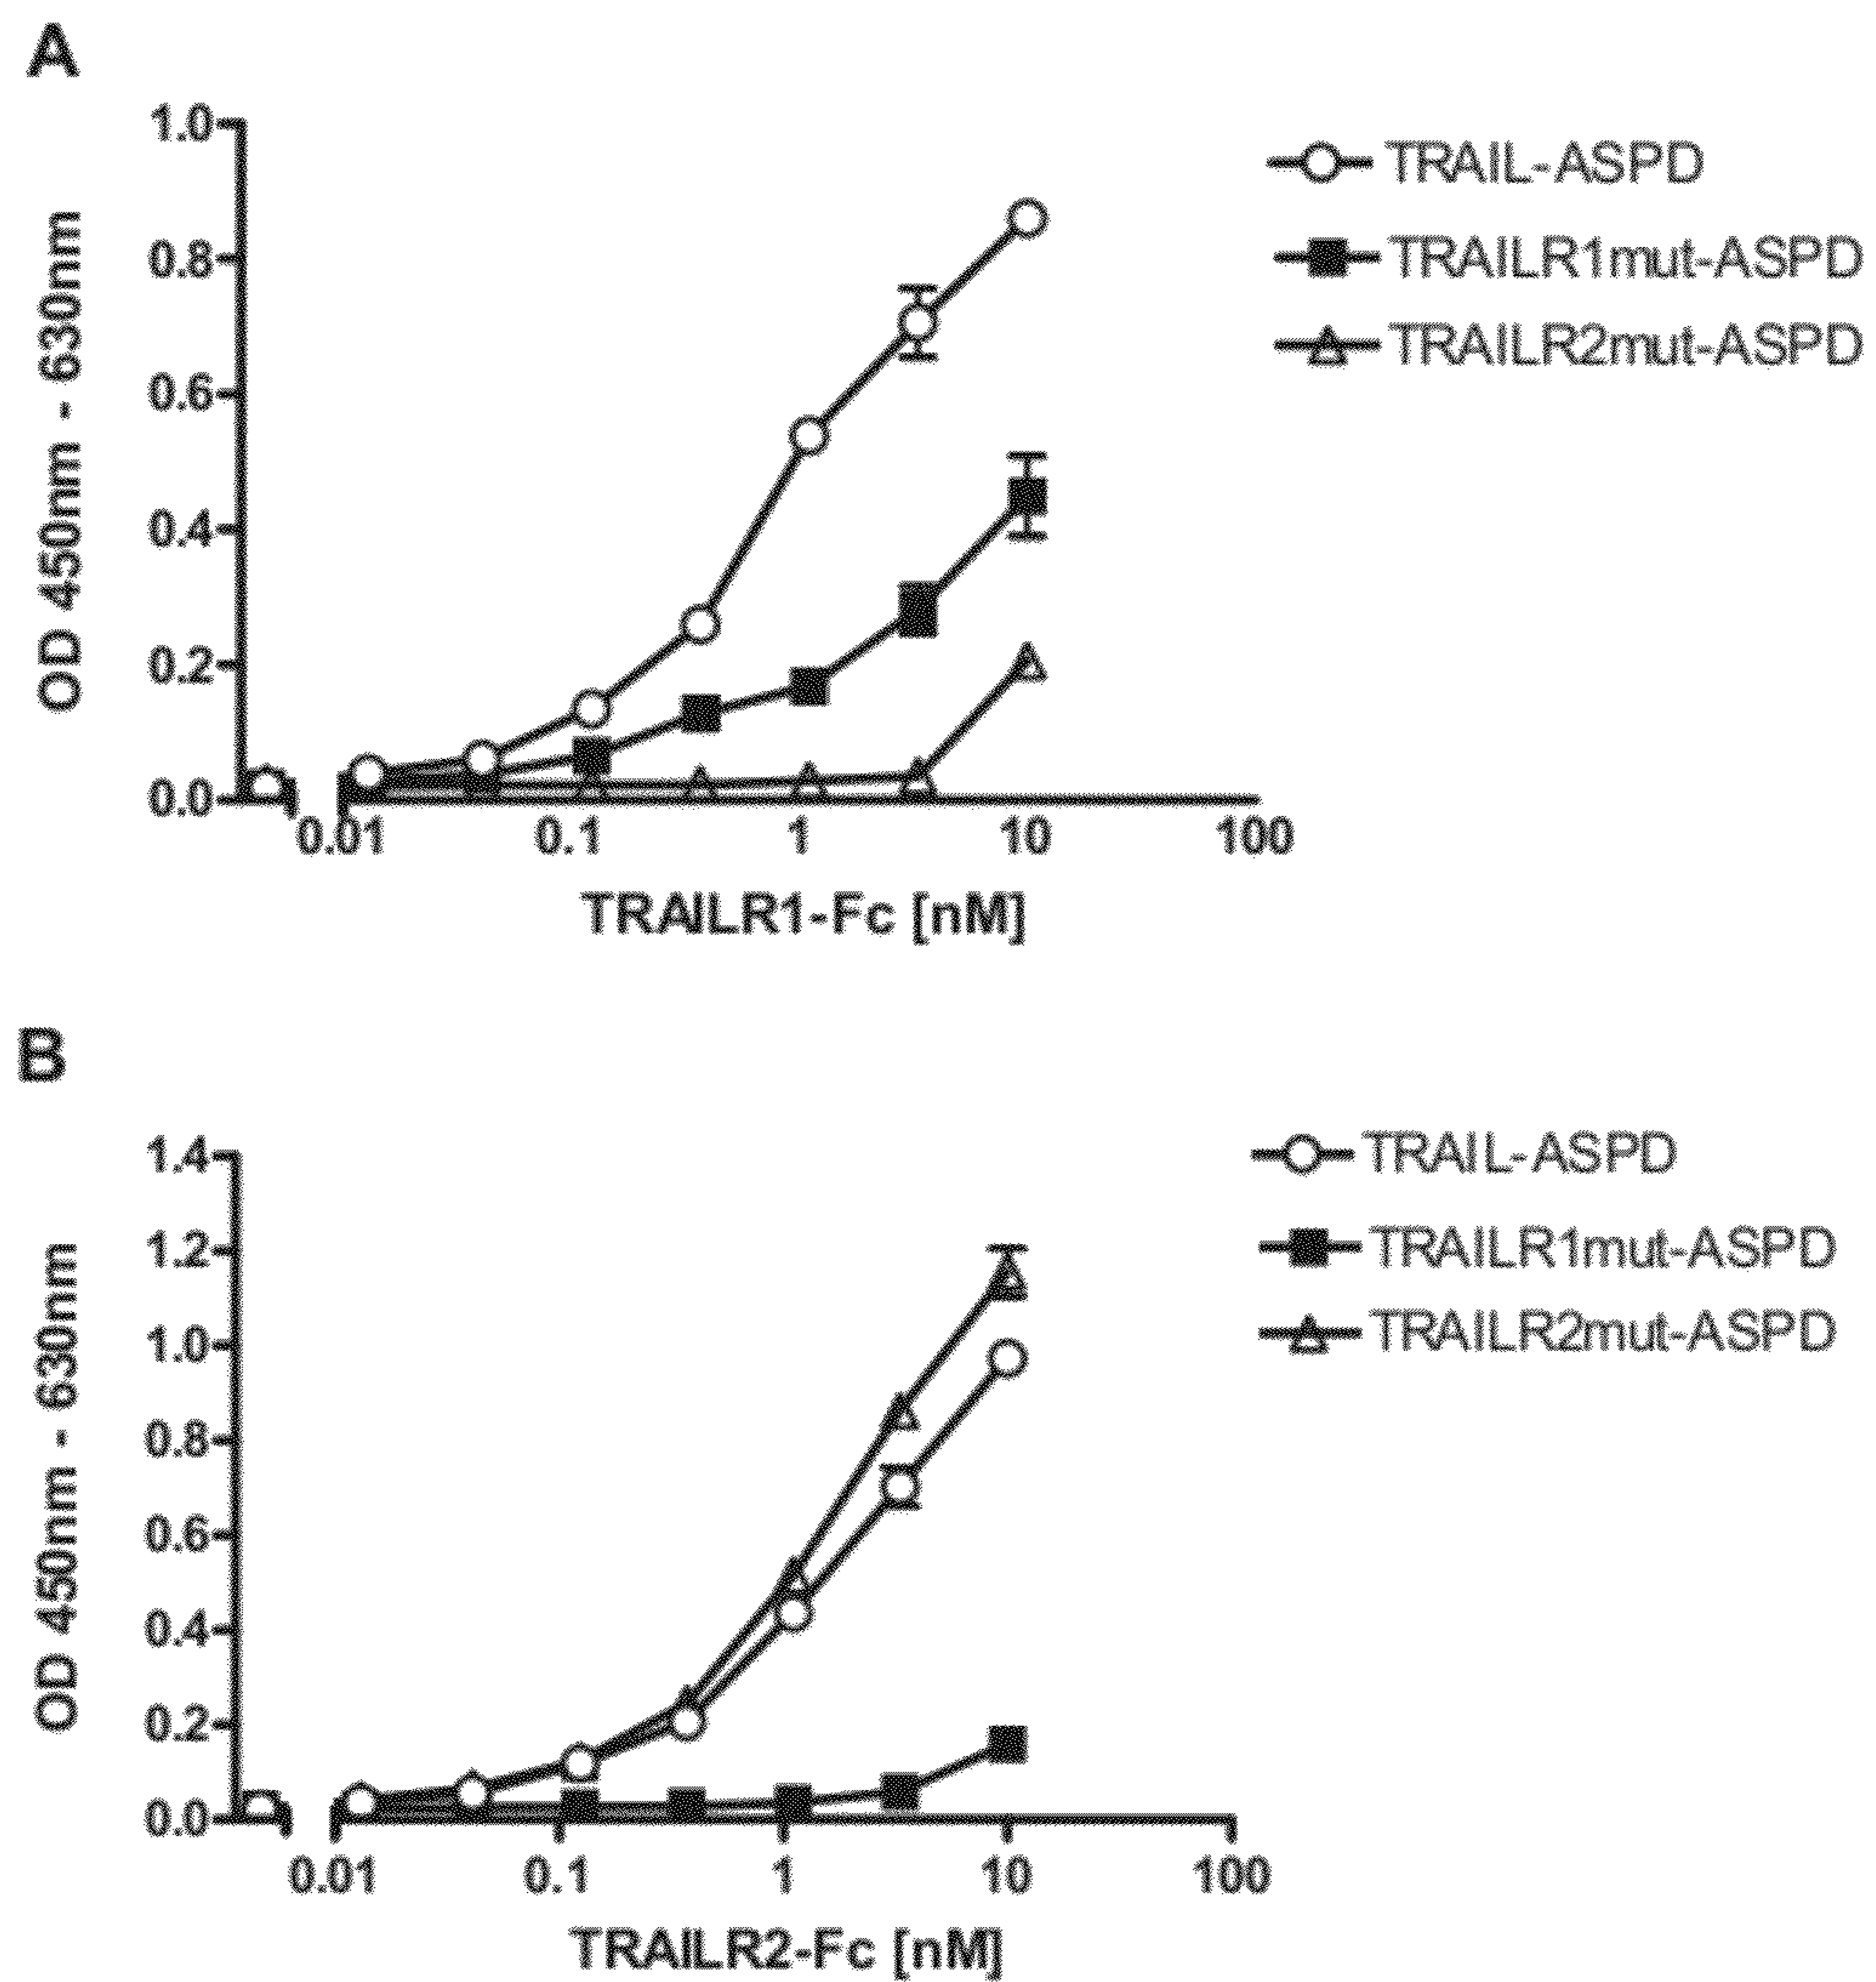 A
1.0
0.8
0.6
0.4
0.2
0.0
OD 450nm - 630nm
0.01 0.1 1 10 100
TRAILR1-Fc [nM]
TRAIL-ASPD
TRAILR1mut-ASPD
TRAILR2mut-ASPD
B
1.4
1.2
1.0
0.8
0.6
0.4
0.2
0.0
OD 450nm - 630nm
0.01 0.1 1 10 100
TRAILR2-Fc [nM]
TRAIL-ASPD
TRAILR1mut-ASPD
TRAILR2mut-ASPD